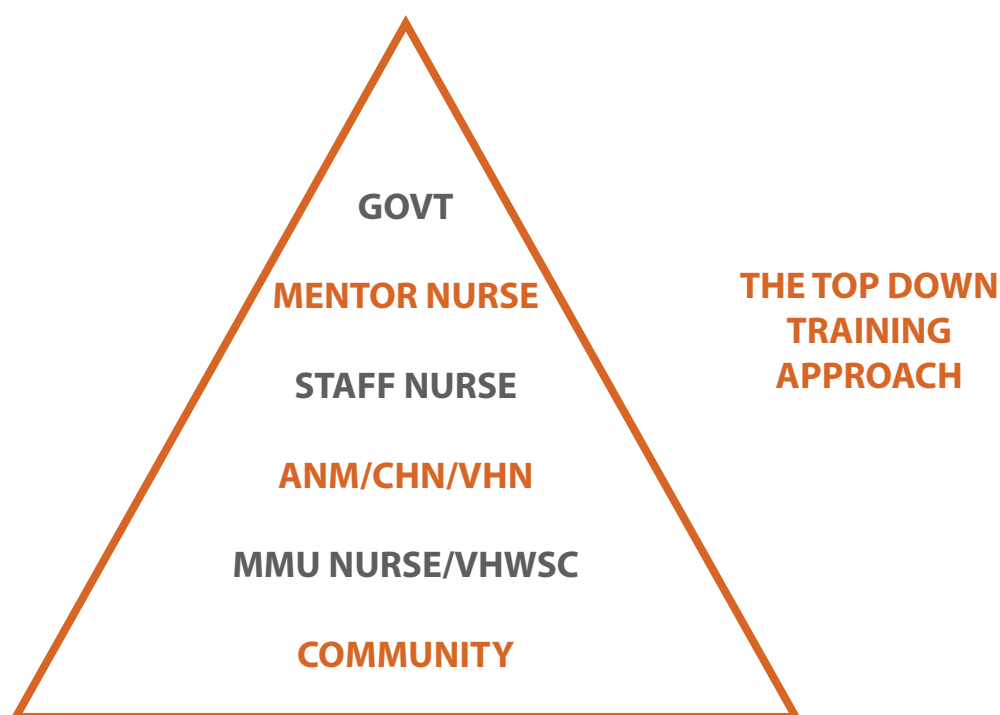 GOVT
MENTOR NURSE
STAFF NURSE
ANM/CHN/VHN
MMU NURSE/VHWSC
COMMUNITY
THE TOP DOWN
TRAINING
APPROACH